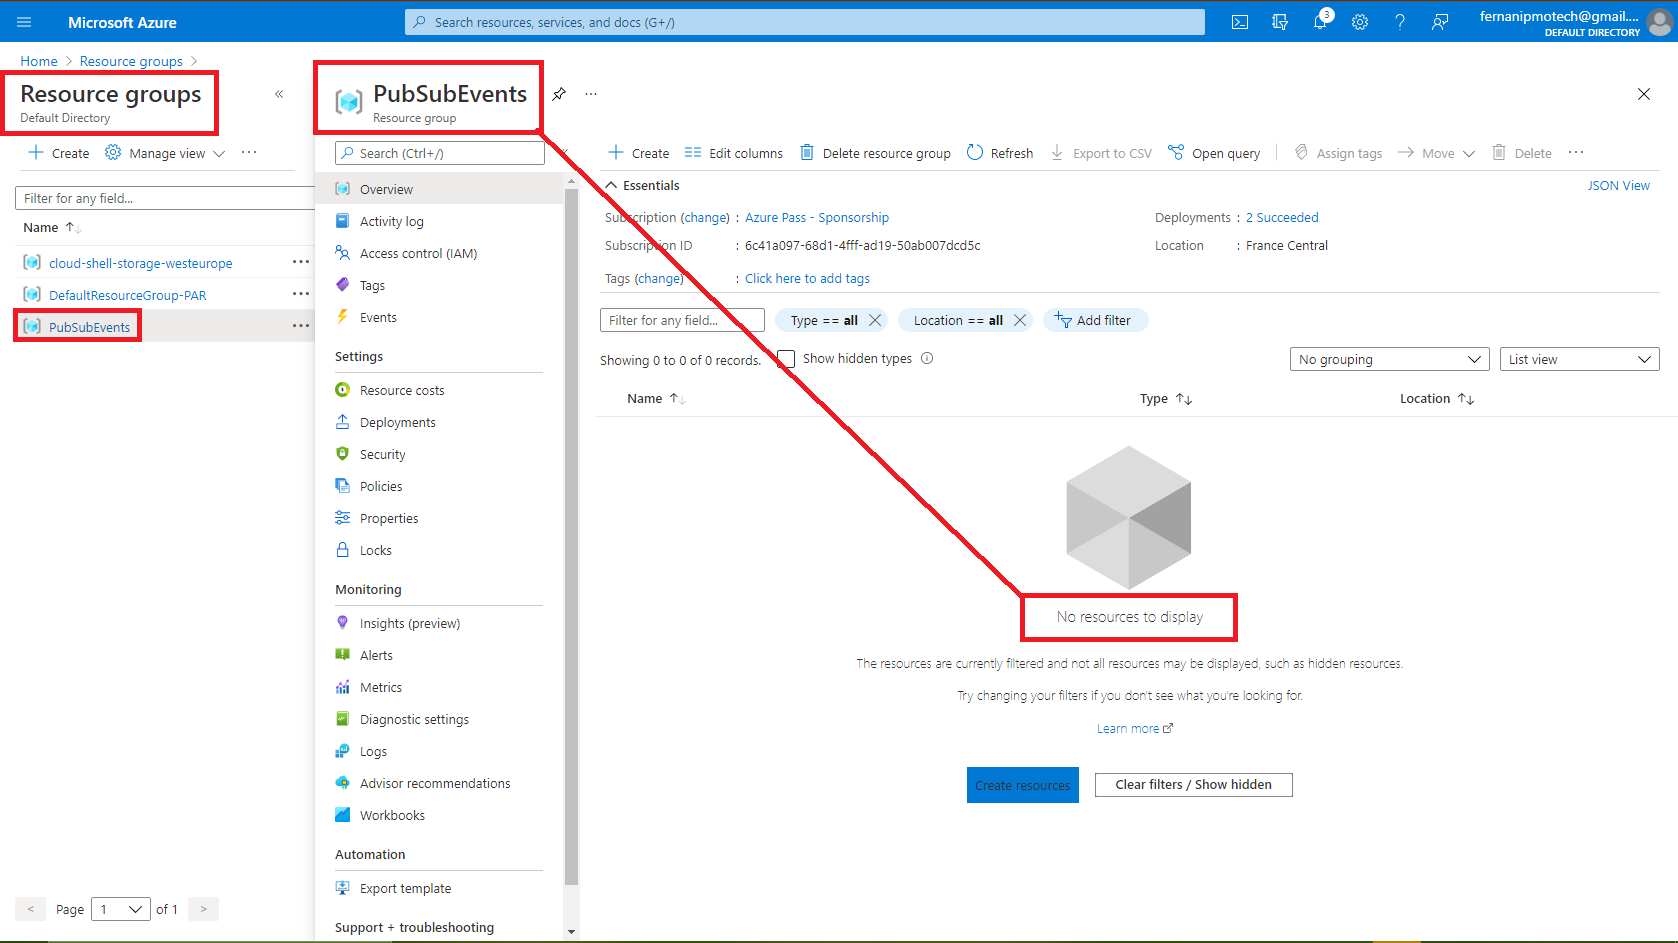 Microsoft Azure
Search resources, services, and docs (G+/)
3
fernanipmotech@gmail....
DEFAULT DIRECTORY
Home > Resource groups >
Resource groups
Default Directory
«
+ Create
Manage view
...
Filter for any field...
Name ↑↓
cloud-shell-storage-westeurope
...
DefaultResourceGroup-PAR
...
PubSubEvents
...
< Page 1 of 1 >
PubSubEvents
...
Resource group
Search (Ctrl+/)
«
Overview
Activity log
Access control (IAM)
Tags
Events
Settings
Resource costs
Deployments
Security
Policies
Properties
Locks
Monitoring
Insights (preview)
Alerts
Metrics
Diagnostic settings
Logs
Advisor recommendations
Workbooks
Automation
Export template
Support + troubleshooting
+ Create
Edit columns
Delete resource group
Refresh
Export to CSV
Open query
Assign tags
Move
Delete
...
Essentials
JSON View
Subscription (change) : Azure Pass - Sponsorship
Deployments : 2 Succeeded
Subscription ID : 6c41a097-68d1-4fff-ad19-50ab007dcd5c
Location : France Central
Tags (change) : Click here to add tags
Filter for any field...
Type == all
Location == all
Add filter
Showing 0 to 0 of 0 records.
Show hidden types
No grouping
List view
Name ↑↓
Type ↑↓
Location ↑↓
No resources to display
The resources are currently filtered and not all resources may be displayed, such as hidden resources.
Try changing your filters if you don't see what you're looking for.
Learn more
Create resources
Clear filters / Show hidden